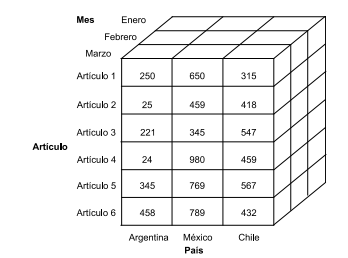 Mes Enero
Febrero
Marzo
Artículo 1 250 650 315
Artículo 2 25 459 418
Artículo 3 221 345 547
Artículo
Artículo 4 24 980 459
Artículo 5 345 769 567
Artículo 6 458 789 432
Argentina México Chile
País